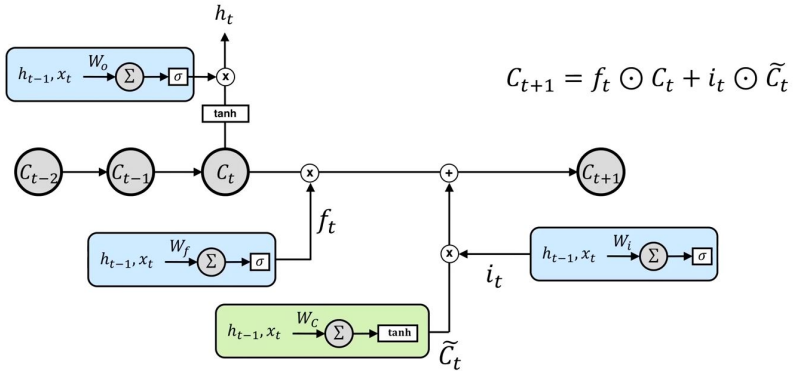 h_t
h_{t-1}, x_t W_o Σ σ x
tanh
C_{t+1} = f_t ⊙ C_t + i_t ⊙ C̃_t
C_{t-2} C_{t-1} C_t x + C_{t+1}
f_t
h_{t-1}, x_t W_f Σ σ
x
i_t
h_{t-1}, x_t W_i Σ σ
h_{t-1}, x_t W_C Σ tanh
C̃_t